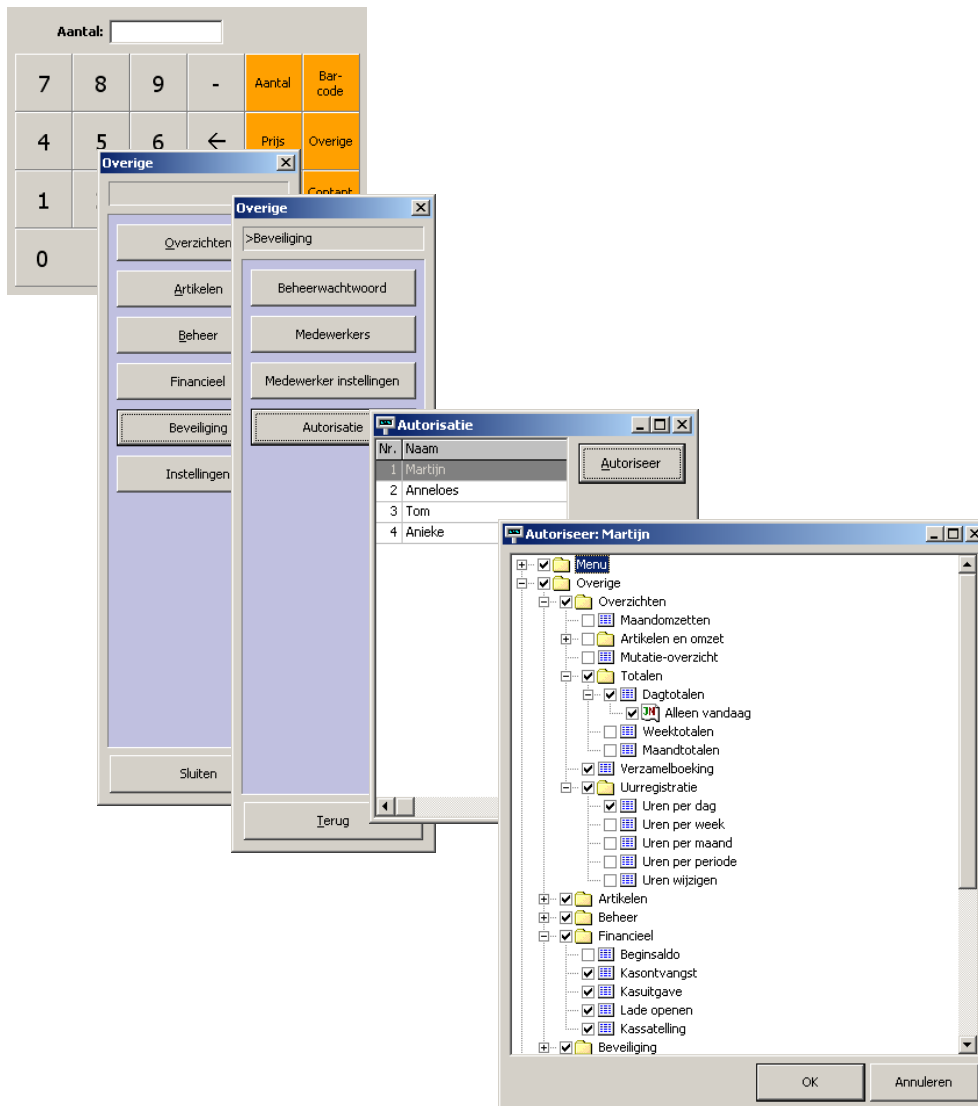 Aantal:
7 8 9 - Aantal Bar-
code
4 5 6 ← Prijs Overige
1 Contant
0
Overige
Overzichten
Artikelen
Beheer
Financieel
Beveiliging
Instellingen
Sluiten
Overige
>Beveiliging
Beheerwachtwoord
Medewerkers
Medewerker instellingen
Autorisatie
Terug
Autorisatie
Nr. Naam
1 Martijn
2 Anneloes
3 Tom
4 Anieke
Autoriseer
Autoriseer: Martijn
Menu
Overige
Overzichten
Maandomzetten
Artikelen en omzet
Mutatie-overzicht
Totalen
Dagtotalen
JN Alleen vandaag
Weektotalen
Maandtotalen
Verzamelboeking
Uurregistratie
Uren per dag
Uren per week
Uren per maand
Uren per periode
Uren wijzigen
Artikelen
Beheer
Financieel
Beginsaldo
Kasontvangst
Kasuitgave
Lade openen
Kassatelling
Beveiliging
OK Annuleren